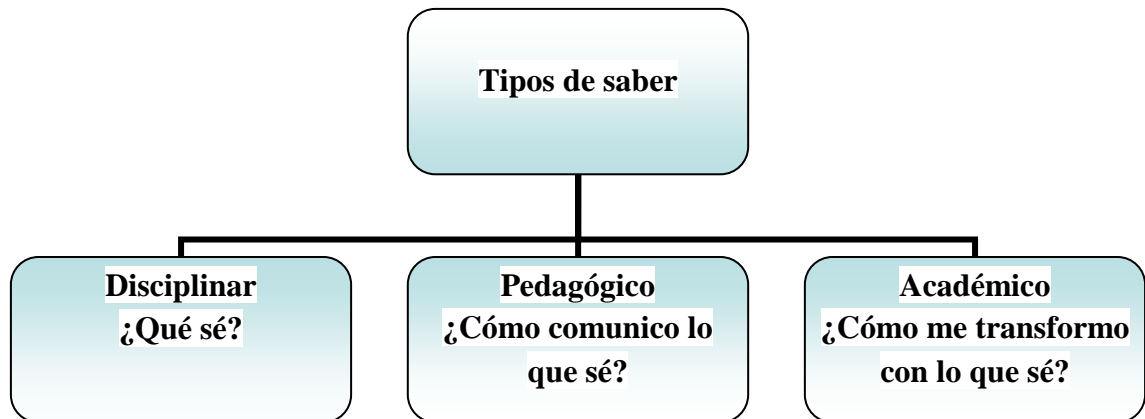 Tipos de saber
Disciplinar
¿Qué sé?
Pedagógico
¿Cómo comunico lo
que sé?
Académico
¿Cómo me transformo
con lo que sé?